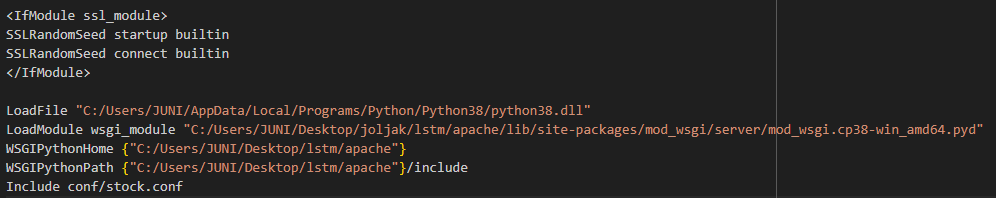 <IfModule ssl_module>
SSLRandomSeed startup builtin
SSLRandomSeed connect builtin
</IfModule>
LoadFile "C:/Users/JUNI/AppData/Local/Programs/Python/Python38/python38.dll"
LoadModule wsgi_module "C:/Users/JUNI/Desktop/joljak/lstm/apache/lib/site-packages/mod_wsgi/server/mod_wsgi.cp38-win_amd64.pyd"
WSGIPythonHome {"C:/Users/JUNI/Desktop/lstm/apache"}
WSGIPythonPath {"C:/Users/JUNI/Desktop/lstm/apache"}/include
Include conf/stock.conf